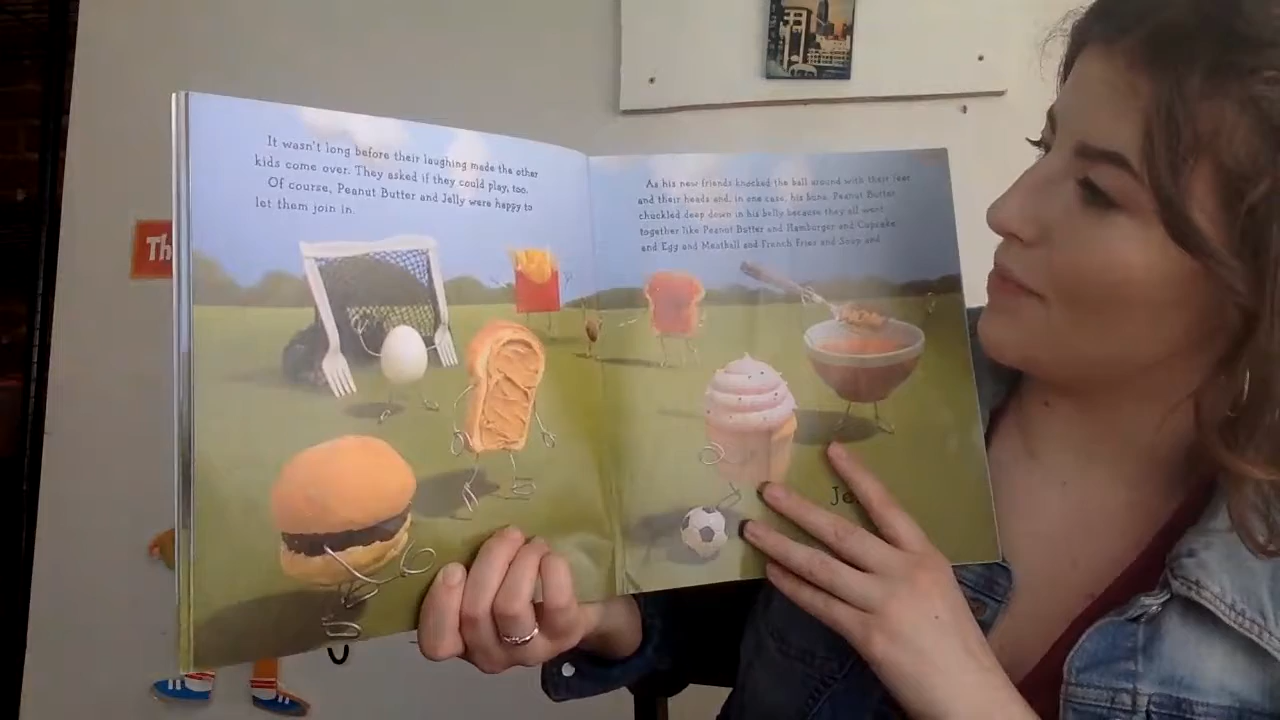 Th
It wasn't long before their laughing made the other
kids come over. They asked if they could play, too.
Of course, Peanut Butter and Jelly were happy to
let them join in.
As his new friends knocked the ball around with their feet
and their heads and, in one case, his buns, Peanut Butter
chuckled deep down in his belly because they all went
together like Peanut Butter and Hamburger and Cupcake
and Egg and Meatball and French Fries and Soup and
Je